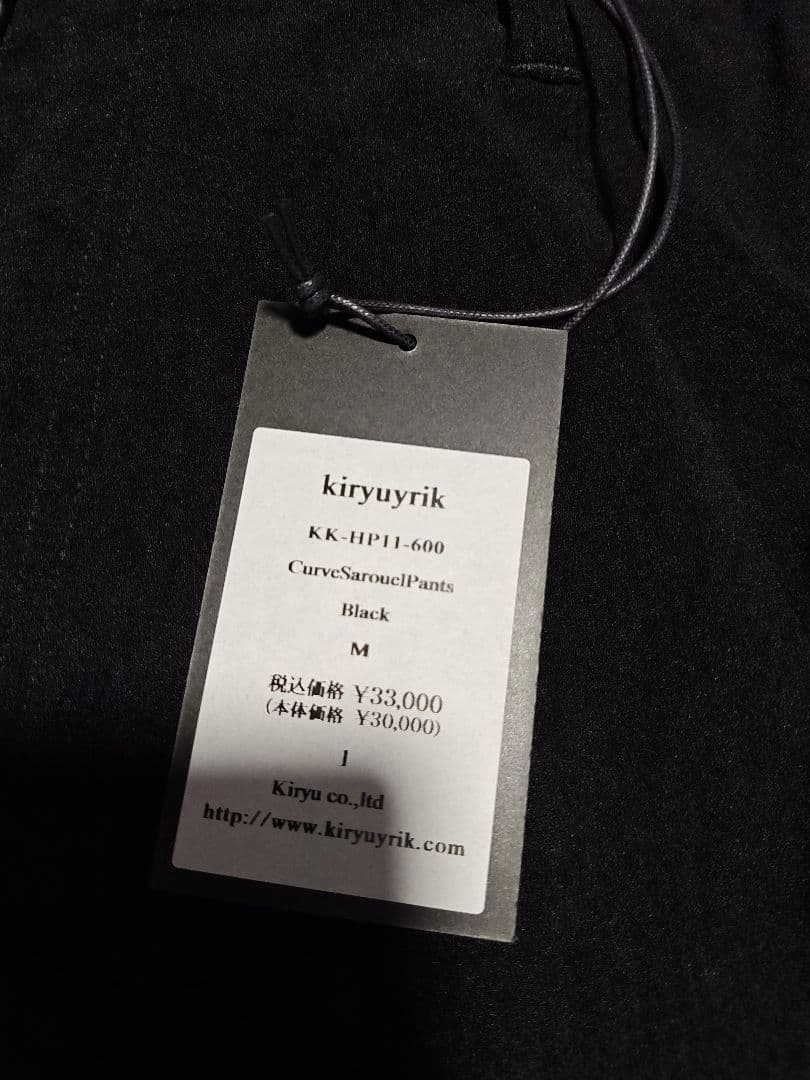 kiryuyrik
KK-HP11-600
CurveSarouelPants
Black
M
税込価格 ¥33,000
(本体価格 ¥30,000)
1
Kiryu co.,ltd
http://www.kiryuyrik.com